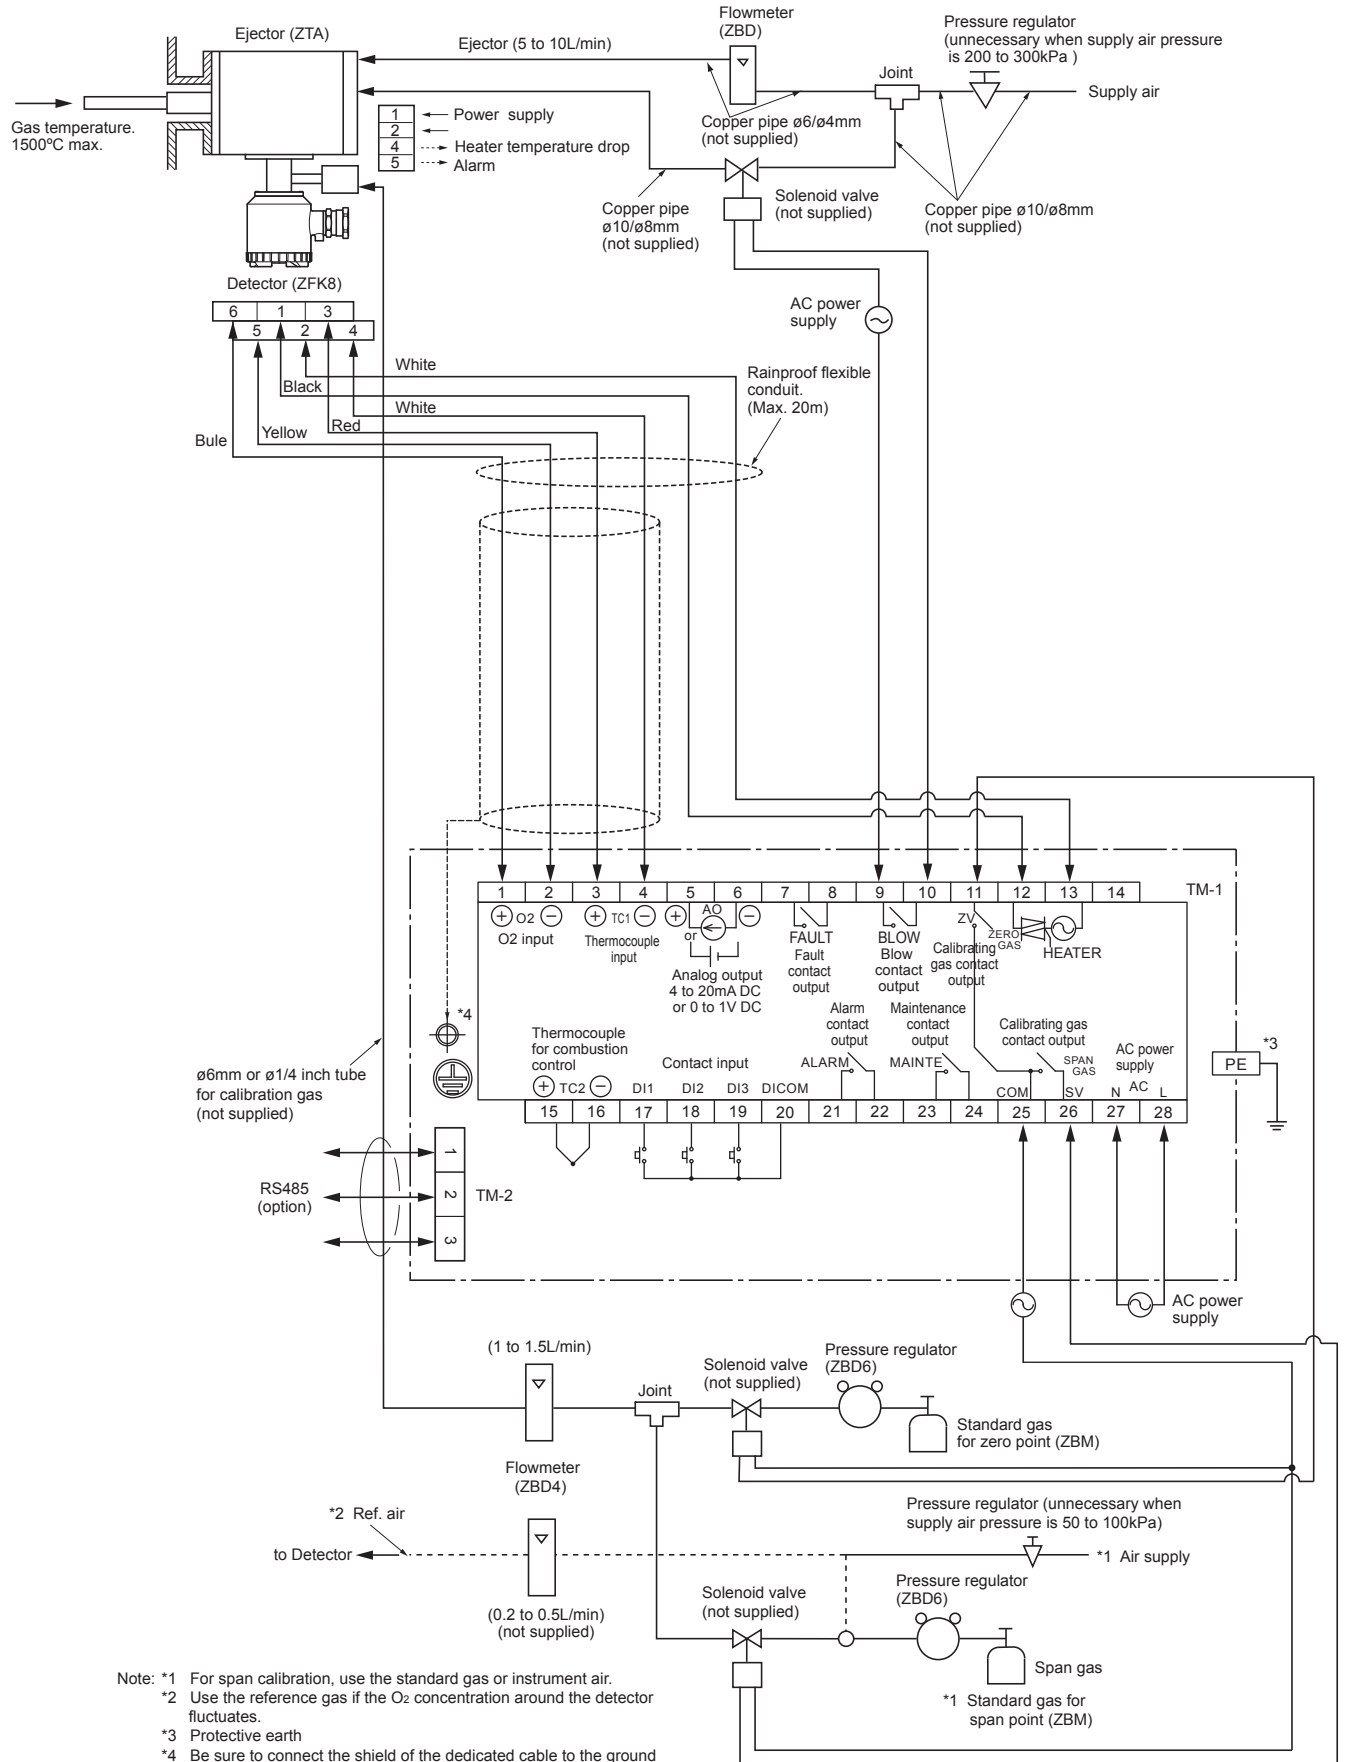 Flowmeter
(ZBD)
Pressure regulator
(unnecessary when supply air pressure
is 200 to 300kPa )
Ejector (ZTA)
Ejector (5 to 10L/min)
Joint
Supply air
Gas temperature.
1500ºC max.
1
Power supply
2
4
Heater temperature drop
5
Alarm
Copper pipe ø6/ø4mm
(not supplied)
Copper pipe
ø10/ø8mm
(not supplied)
Solenoid valve
(not supplied)
Copper pipe ø10/ø8mm
(not supplied)
Detector (ZFK8)
6 1 3
5 2 4
AC power
supply
White
Black
White
Red
Yellow
Bule
Rainproof flexible
conduit.
(Max. 20m)
1 2 3 4 5 6 7 8 9 10 11 12 13 14
TM-1
O2
O2 input
TC1
Thermocouple
input
AO
or
Analog output
4 to 20mA DC
or 0 to 1V DC
FAULT
Fault
contact
output
BLOW
Blow
contact
output
ZV
ZERO
GAS
Calibrating
gas contact
output
HEATER
*4
Thermocouple
for combustion
control
TC2
Contact input
DI1 DI2 DI3 DICOM
Alarm
contact
output
ALARM
Maintenance
contact
output
MAINTE
Calibrating gas
contact output
SPAN
GAS
COM
SV
AC power
supply
AC
N L
15 16 17 18 19 20 21 22 23 24 25 26 27 28
*3
PE
ø6mm or ø1/4 inch tube
for calibration gas
(not supplied)
RS485
(option)
1
2
3
TM-2
AC power
supply
(1 to 1.5L/min)
Joint
Solenoid valve
(not supplied)
Pressure regulator
(ZBD6)
Standard gas
for zero point (ZBM)
Flowmeter
(ZBD4)
*2 Ref. air
to Detector
Pressure regulator (unnecessary when
supply air pressure is 50 to 100kPa)
*1 Air supply
(0.2 to 0.5L/min)
(not supplied)
Solenoid valve
(not supplied)
Pressure regulator
(ZBD6)
Span gas
*1 Standard gas for
span point (ZBM)
Note: *1 For span calibration, use the standard gas or instrument air.
*2 Use the reference gas if the O2 concentration around the detector
fluctuates.
*3 Protective earth
*4 Be sure to connect the shield of the dedicated cable to the ground